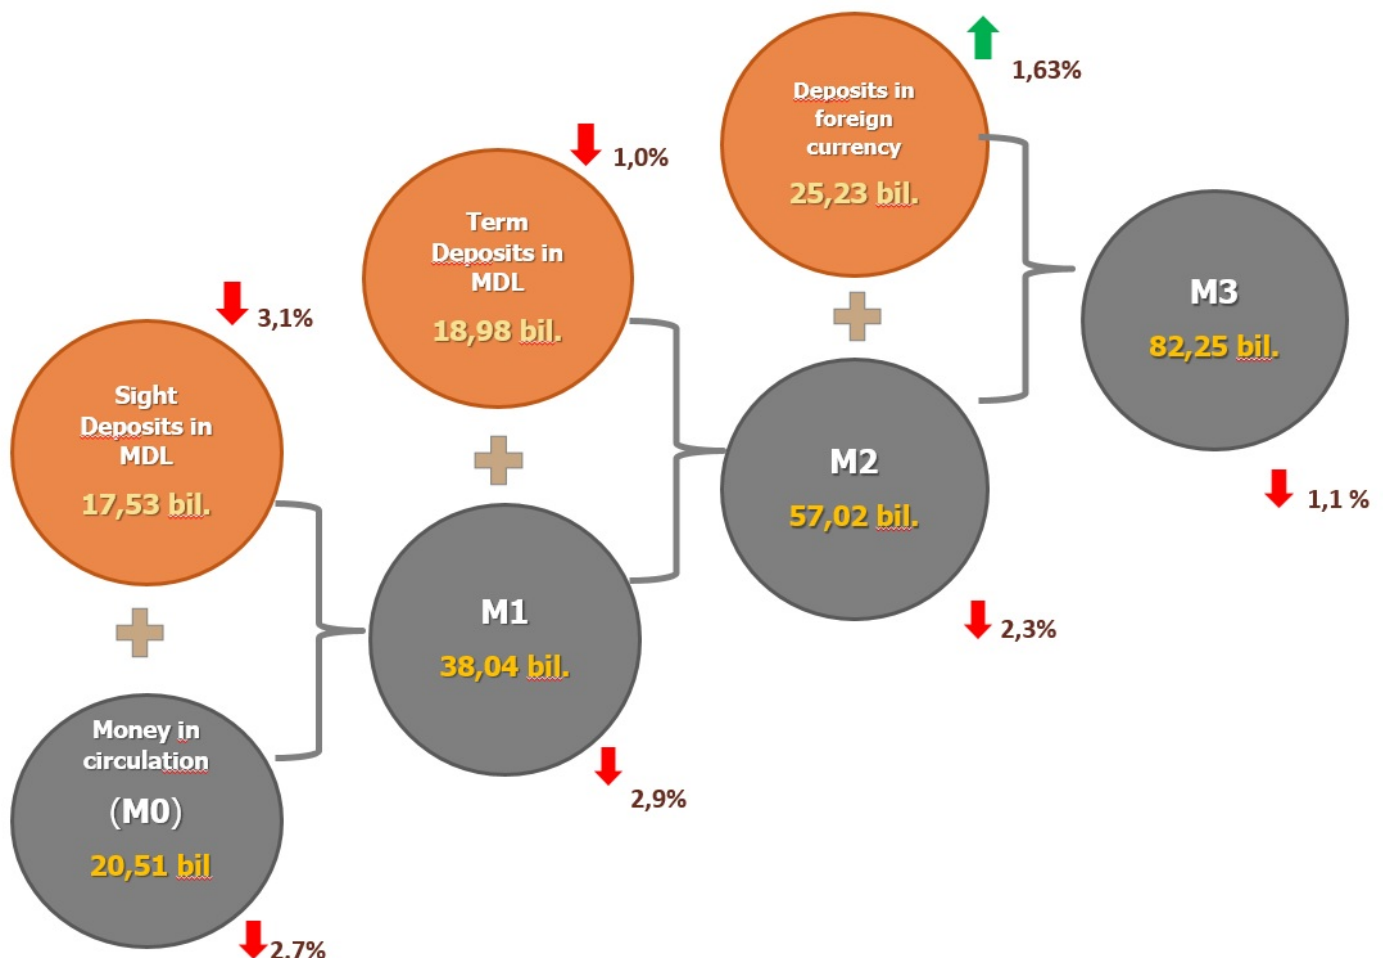 Sight
Deposits in
MDL
17,53 bil.
3,1%
Money in
circulation
(M0)
20,51 bil
2,7%
Term
Deposits in
MDL
18,98 bil.
1,0%
M1
38,04 bil.
2,9%
Deposits in
foreign
currency
25,23 bil.
1,63%
M2
57,02 bil.
2,3%
M3
82,25 bil.
1,1 %